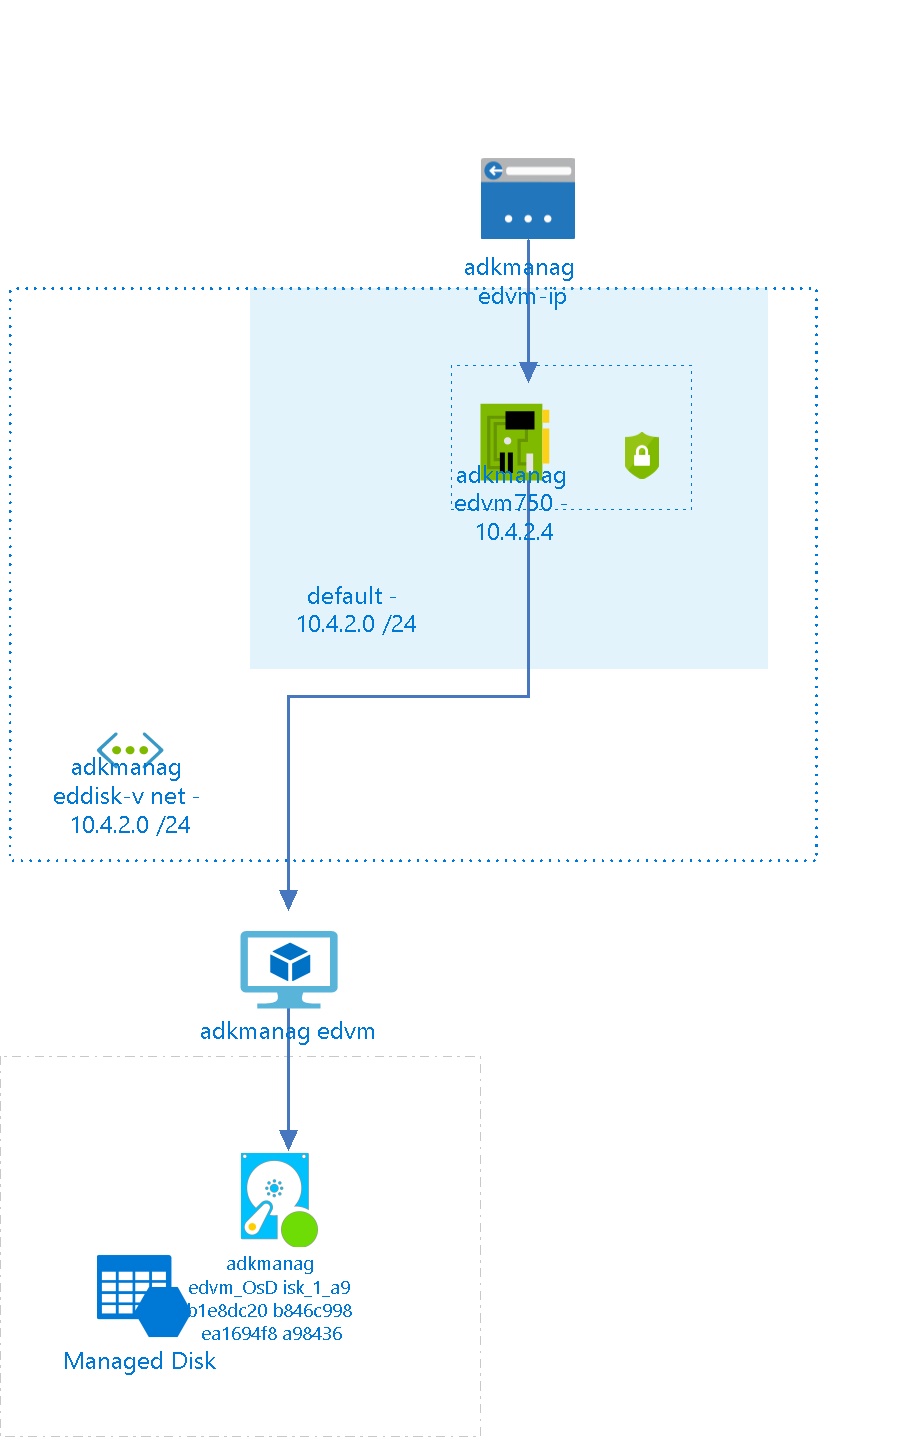 adkmanag
edvm-ip
adkmanag
edvm750 -
10.4.2.4
default -
10.4.2.0 /24
adkmanag
eddisk-v net -
10.4.2.0 /24
adkmanag edvm
adkmanag
edvm_OsD isk_1_a9
b1e8dc20 b846c998
ea1694f8 a98436
Managed Disk